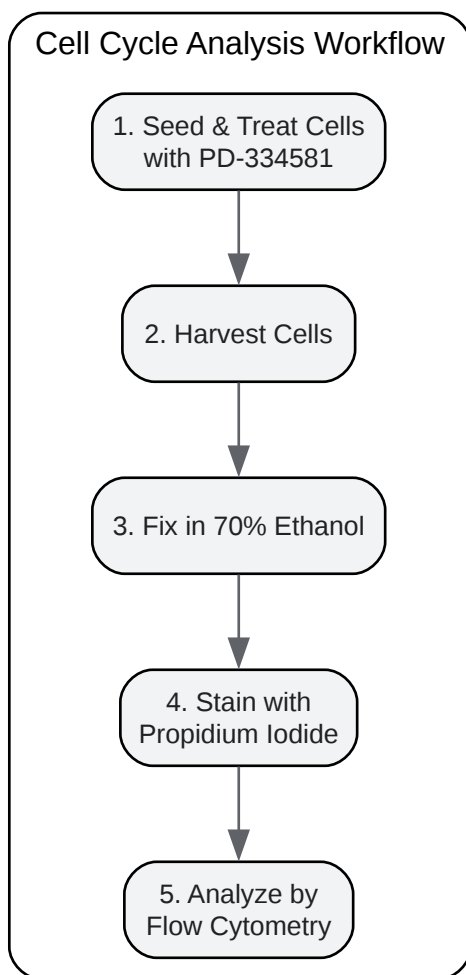 Cell Cycle Analysis Workflow
1. Seed & Treat Cells
with PD-334581
2. Harvest Cells
3. Fix in 70% Ethanol
4. Stain with
Propidium Iodide
5. Analyze by
Flow Cytometry